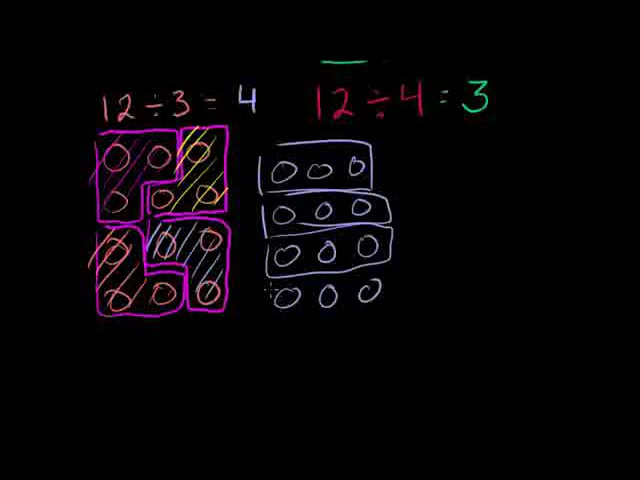 12 ÷ 3 = 4
12 ÷ 4 = 3